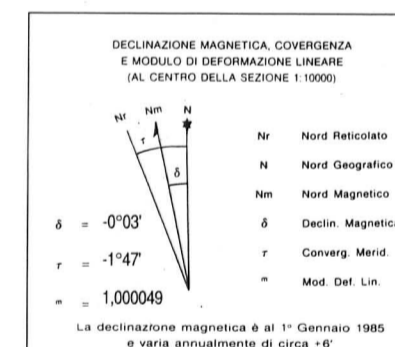 DECLINAZIONE MAGNETICA, COVERGENZA
E MODULO DI DEFORMAZIONE LINEARE
(AL CENTRO DELLA SEZIONE 1:10000)
Nr Nm N
τ
δ
Nr Nord Reticolato
N Nord Geografico
Nm Nord Magnetico
δ Declin. Magnetica
τ Converg. Merid.
m Mod. Def. Lin.
δ = -0°03'
τ = -1°47'
m = 1,000049
La declinazione magnetica è al 1° Gennaio 1985
e varia annualmente di circa +6'